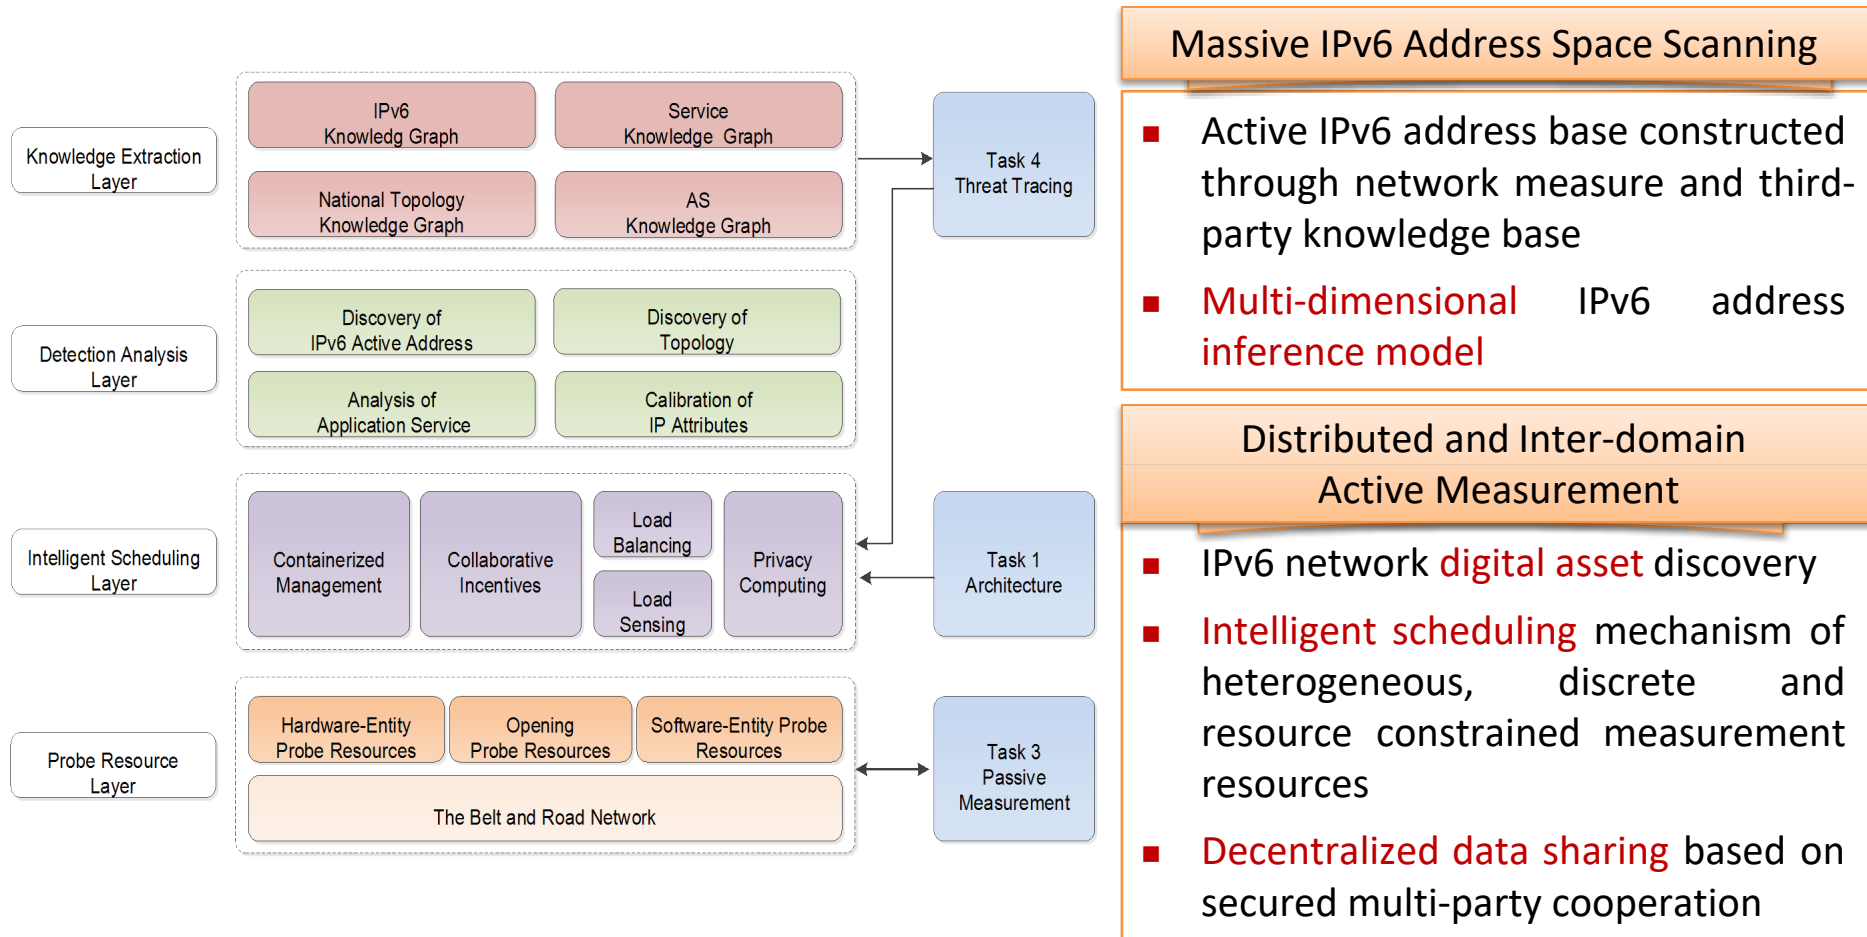 Knowledge Extraction
Layer
IPv6
Knowledg Graph
Service
Knowledge Graph
National Topology
Knowledge Graph
AS
Knowledge Graph
Task 4
Threat Tracing
Detection Analysis
Layer
Discovery of
IPv6 Active Address
Discovery of
Topology
Analysis of
Application Service
Calibration of
IP Attributes
Intelligent Scheduling
Layer
Containerized
Management
Collaborative
Incentives
Load
Balancing
Load
Sensing
Privacy
Computing
Task 1
Architecture
Probe Resource
Layer
Hardware-Entity
Probe Resources
Opening
Probe Resources
Software-Entity Probe
Resources
The Belt and Road Network
Task 3
Passive
Measurement
Massive IPv6 Address Space Scanning
Active IPv6 address base constructed
through network measure and third-
party knowledge base
Multi-dimensional IPv6 address
inference model
Distributed and Inter-domain
Active Measurement
IPv6 network digital asset discovery
Intelligent scheduling mechanism of
heterogeneous, discrete and
resource constrained measurement
resources
Decentralized data sharing based on
secured multi-party cooperation